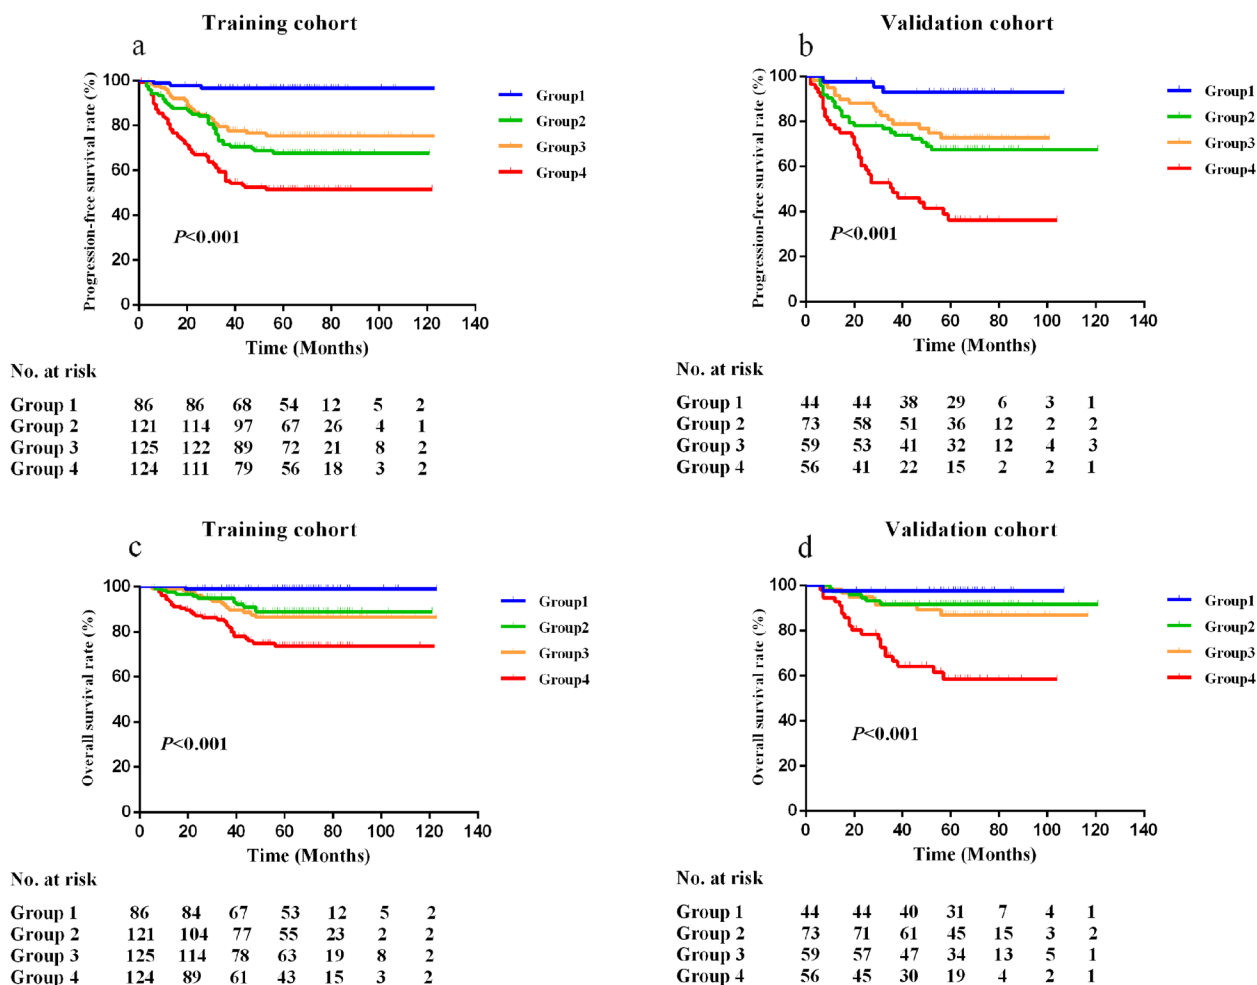 Training cohort
a
Progression-free survival rate (%)
100
80
60
40
20
0
0 20 40 60 80 100 120 140
Time (Months)
P<0.001
Group1
Group2
Group3
Group4
No. at risk
Group 1 86 86 68 54 12 5 2
Group 2 121 114 97 67 26 4 1
Group 3 125 122 89 72 21 8 2
Group 4 124 111 79 56 18 3 2
Validation cohort
b
Progression-free survival rate (%)
100
80
60
40
20
0
0 20 40 60 80 100 120 140
Time (Months)
P<0.001
Group1
Group2
Group3
Group4
No. at risk
Group 1 44 44 38 29 6 3 1
Group 2 73 58 51 36 12 2 2
Group 3 59 53 41 32 12 4 3
Group 4 56 41 22 15 2 2 1
Training cohort
c
Overall survival rate (%)
100
80
60
40
20
0
0 20 40 60 80 100 120 140
Time (Months)
P<0.001
Group1
Group2
Group3
Group4
No. at risk
Group 1 86 84 67 53 12 5 2
Group 2 121 104 77 55 23 2 2
Group 3 125 114 78 63 19 8 2
Group 4 124 89 61 43 15 3 2
Validation cohort
d
Overall survival rate (%)
100
80
60
40
20
0
0 20 40 60 80 100 120 140
Time (Months)
P<0.001
Group1
Group2
Group3
Group4
No. at risk
Group 1 44 44 40 31 7 4 1
Group 2 73 71 61 45 15 3 2
Group 3 59 57 47 34 13 5 1
Group 4 56 45 30 19 4 2 1